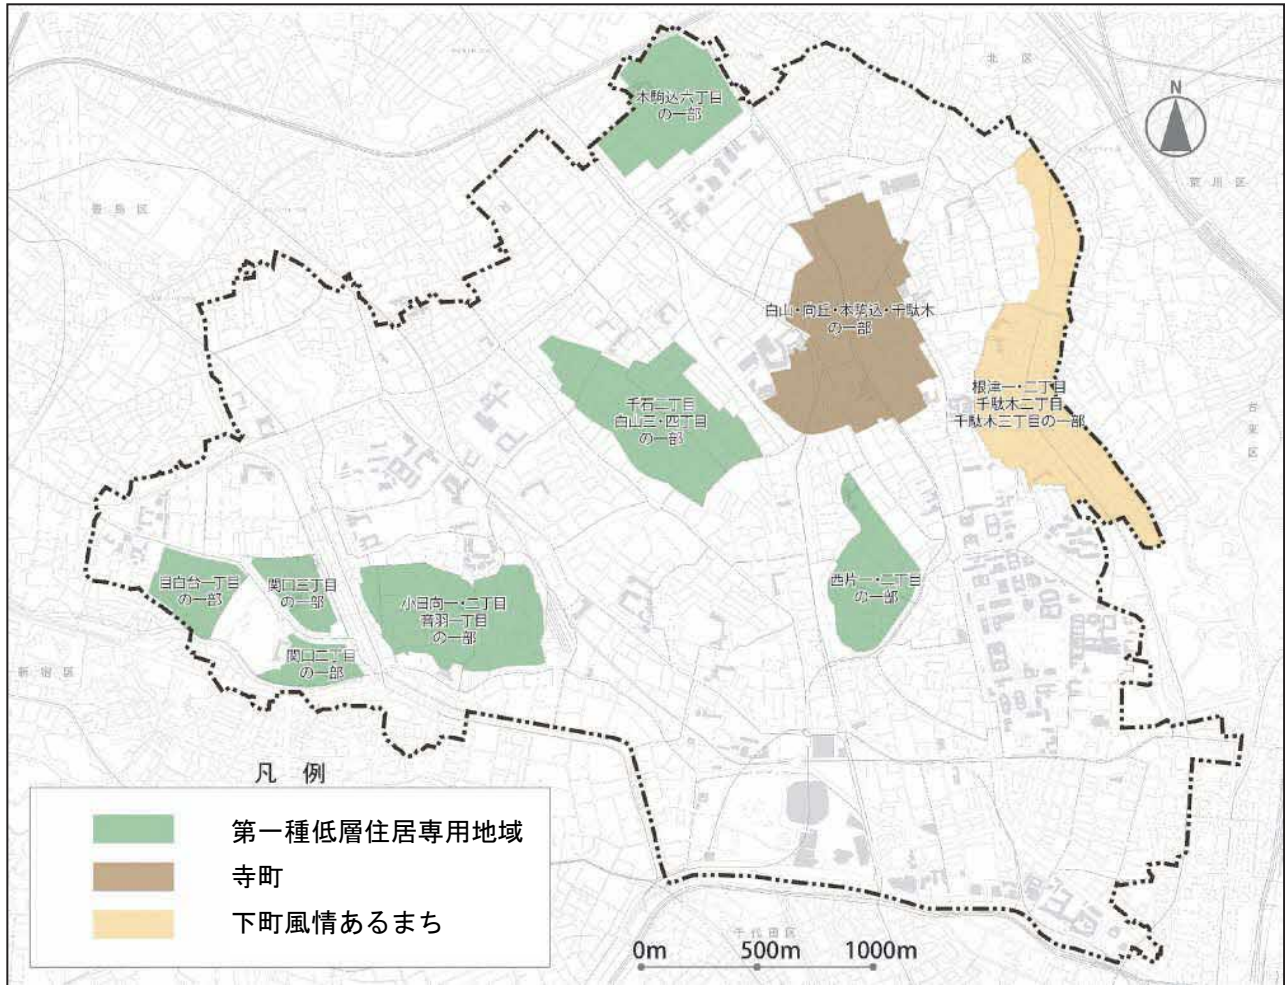 本駒込六丁目
の一部
北区
N
荒川区
豊島区
白山・向丘・本駒込・千駄木
の一部
根津一・二丁目
千駄木二丁目
千駄木三丁目の一部
千石二丁目
白山三・四丁目
の一部
台東区
目白台一丁目
の一部
関口三丁目
の一部
小日向一・二丁目
音羽一丁目
の一部
西片一・二丁目
の一部
関口二丁目
の一部
新宿区
凡 例
第一種低層住居専用地域
寺町
下町風情あるまち
千代田区
0m 500m 1000m